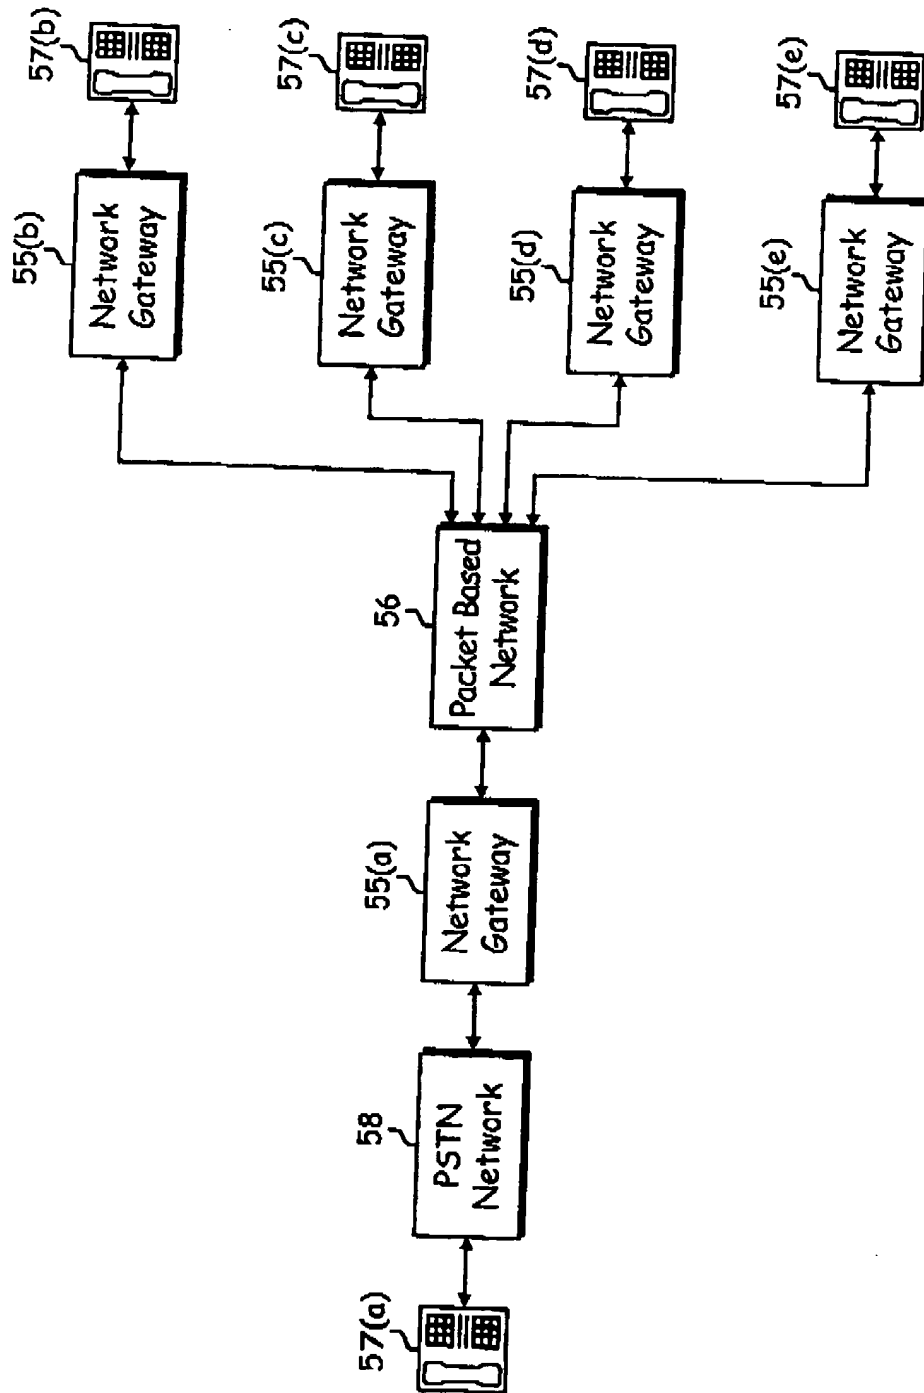 57(b)
55(b)
Network
Gateway
57(c)
55(c)
Network
Gateway
57(d)
55(d)
Network
Gateway
57(e)
55(e)
Network
Gateway
56
Packet Based
Network
55(a)
Network
Gateway
58
PSTN
Network
57(a)